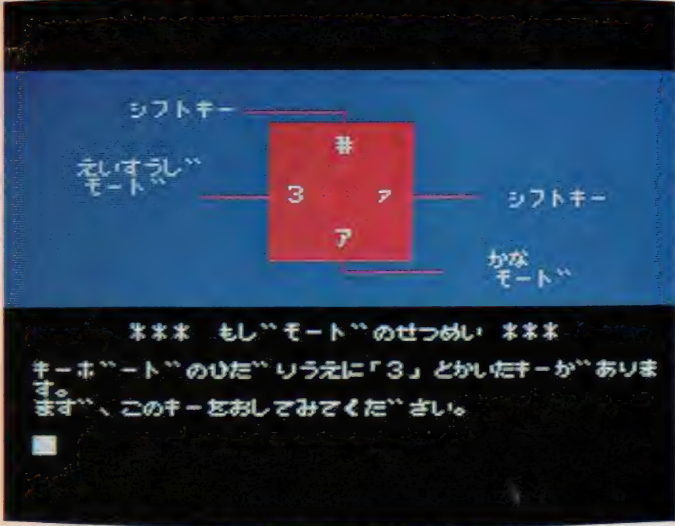 シフトキー
#
えいすうじ
モード
3
ァ
シフトキー
ア
かな
モード
*** もじモードのせつめい ***
キーボードのひだりうえに「3」とかいたキーがありま
す。
まず、このキーをおしてみてください。